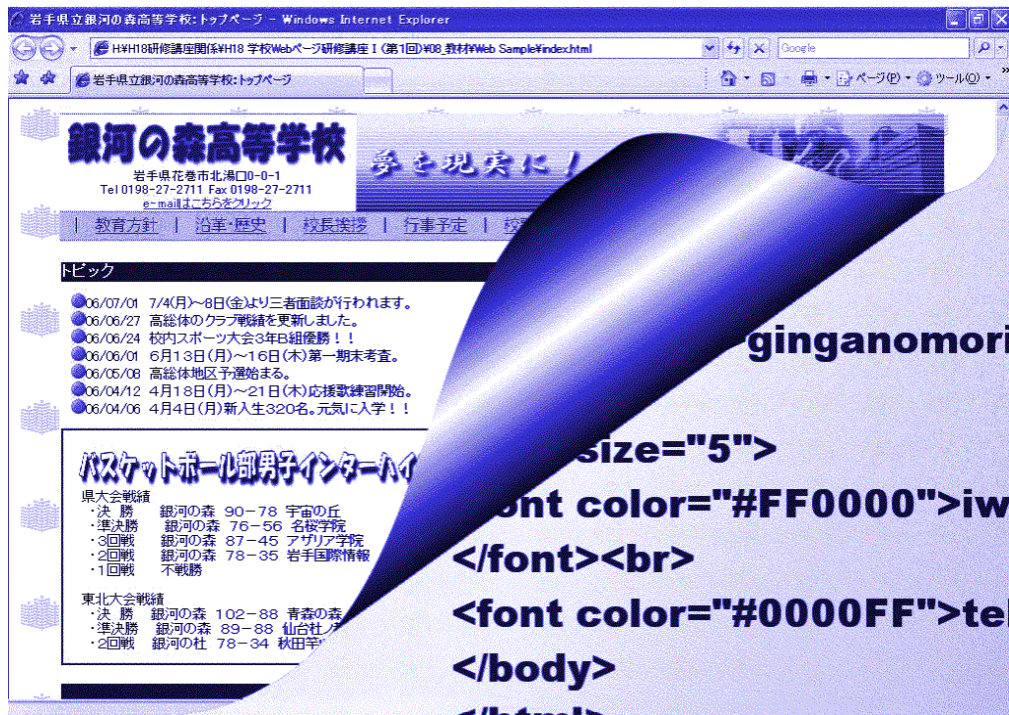 岩手県立銀河の森高等学校:トップページ - Windows Internet Explorer
H:¥H18研修講座関係¥H18 学校Webページ研修講座Ⅰ(第1回)¥08_教材¥Web Sample¥index.html
Google
岩手県立銀河の森高等学校:トップページ
ページ(P)
ツール(O)
銀河の森高等学校
夢を現実に!
岩手県花巻市北湯口0-0-1
Tel 0198-27-2711 Fax 0198-27-2711
e-mailはこちらをクリック
| 教育方針 | 沿革・歴史 | 校長挨拶 | 行事予定 | 校
トピック
06/07/01 7/4(月)~8日(金)より三者面談が行われます。
06/06/27 高総体のクラブ戦績を更新しました。
06/06/24 校内スポーツ大会3年B組優勝!!
06/06/01 6月13日(月)~16日(木)第一期末考査。
06/05/08 高総体地区予選始まる。
06/04/12 4月18日(月)~21日(木)応援歌練習開始。
06/04/06 4月4日(月)新入生320名。元気に入学!!
バスケットボール部男子インターハイ
県大会戦績
・決 勝 銀河の森 90-78 宇宙の丘
・準決勝 銀河の森 76-56 名桜学院
・3回戦 銀河の森 87-45 アザリア学院
・2回戦 銀河の森 78-35 岩手国際情報
・1回戦 不戦勝
東北大会戦績
・決 勝 銀河の森 102-88 青森の森
・準決勝 銀河の森 89-88 仙台杜ノ
・2回戦 銀河の杜 78-34 秋田竿
ginganomori
size="5">
ont color="#FF0000">iw
</font><br>
<font color="#0000FF">tel
</body>
</html>